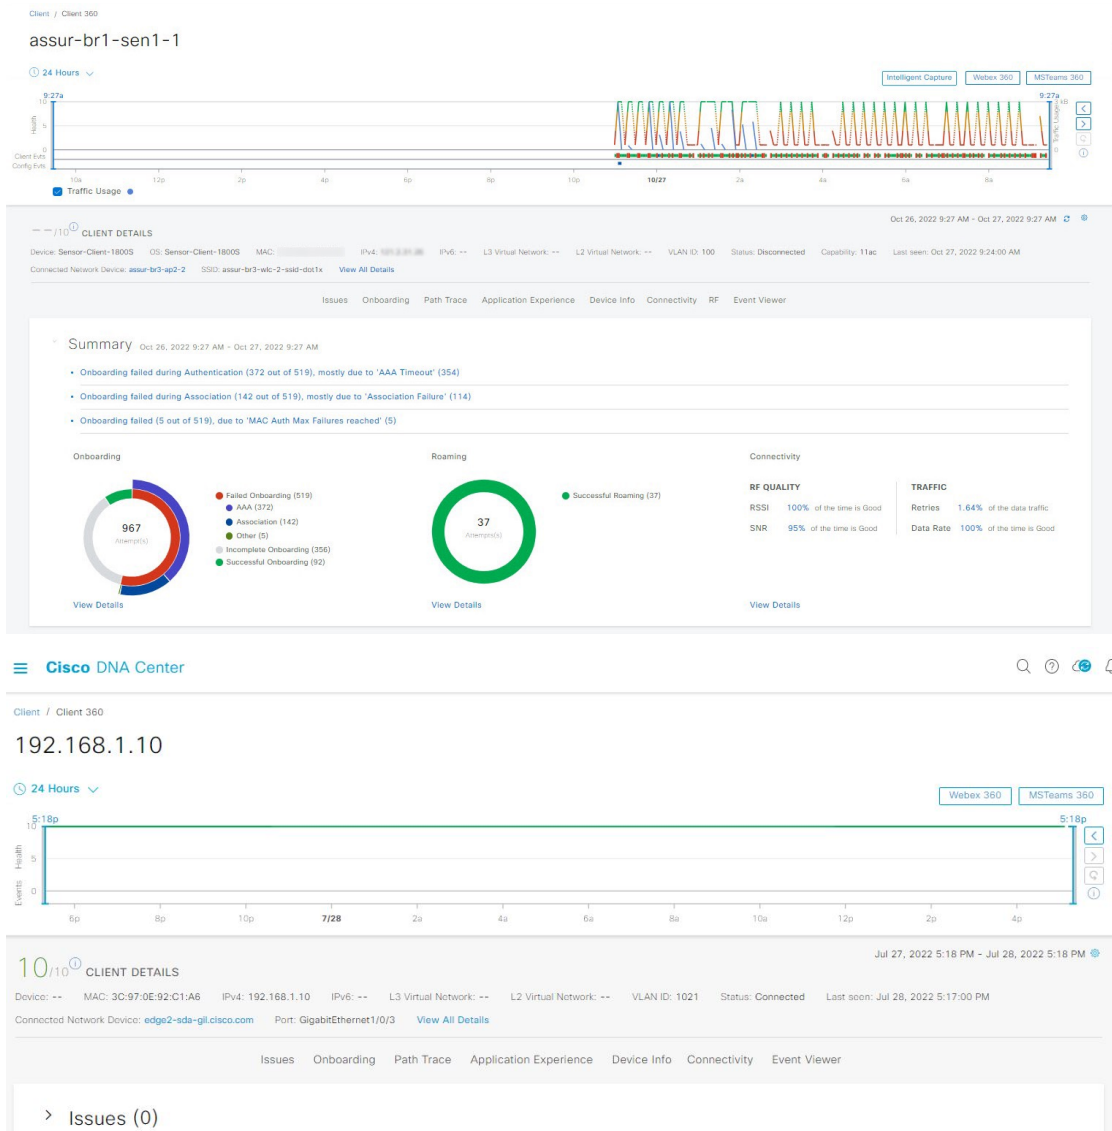 Client / Client 360
assur-br1-sen1-1
24 Hours
Intelligent Capture Webex 360 MSTeams 360
9:27a 9:27a
10 kB
Health
5
Traffic Usage
0 0
Client Evts
Config Evts
10a 12p 2p 4p 6p 8p 10p 10/27 2a 4a 6a 8a
Traffic Usage
Oct 26, 2022 9:27 AM - Oct 27, 2022 9:27 AM
--/10 CLIENT DETAILS
Device: Sensor-Client-1800S OS: Sensor-Client-1800S MAC: IPv4: IPv6: -- L3 Virtual Network: -- L2 Virtual Network: -- VLAN ID: 100 Status: Disconnected Capability: 11ac Last seen: Oct 27, 2022 9:24:00 AM
Connected Network Device: assur-br3-ap2-2 SSID: assur-br3-wlc-2-ssid-dot1x View All Details
Issues Onboarding Path Trace Application Experience Device Info Connectivity RF Event Viewer
Summary Oct 26, 2022 9:27 AM - Oct 27, 2022 9:27 AM
• Onboarding failed during Authentication (372 out of 519), mostly due to 'AAA Timeout' (354)
• Onboarding failed during Association (142 out of 519), mostly due to 'Association Failure' (114)
• Onboarding failed (5 out of 519), due to 'MAC Auth Max Failures reached' (5)
Onboarding
967
Attempt(s)
Failed Onboarding (519)
AAA (372)
Association (142)
Other (5)
Incomplete Onboarding (356)
Successful Onboarding (92)
View Details
Roaming
37
Attempt(s)
Successful Roaming (37)
View Details
Connectivity
RF QUALITY
RSSI 100% of the time is Good
SNR 95% of the time is Good
TRAFFIC
Retries 1.64% of the data traffic
Data Rate 100% of the time is Good
View Details
Cisco DNA Center
Client / Client 360
192.168.1.10
24 Hours
Webex 360 MSTeams 360
5:18p 5:18p
10
Health
5
Events
0
6p 8p 10p 7/28 2a 4a 6a 8a 10a 12p 2p 4p
Jul 27, 2022 5:18 PM - Jul 28, 2022 5:18 PM
10/10 CLIENT DETAILS
Device: -- MAC: 3C:97:0E:92:C1:A6 IPv4: 192.168.1.10 IPv6: -- L3 Virtual Network: -- L2 Virtual Network: -- VLAN ID: 1021 Status: Connected Last seen: Jul 28, 2022 5:17:00 PM
Connected Network Device: edge2-sda-gil.cisco.com Port: GigabitEthernet1/0/3 View All Details
Issues Onboarding Path Trace Application Experience Device Info Connectivity Event Viewer
Issues (0)